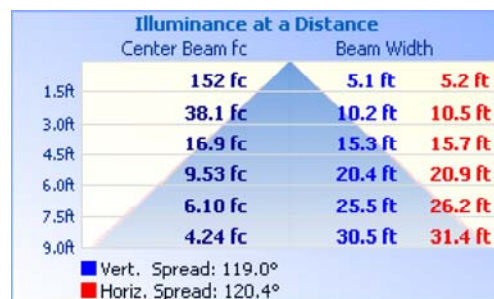 Illuminance at a Distance
Center Beam fc Beam Width
1.5ft 152 fc 5.1 ft 5.2 ft
3.0ft 38.1 fc 10.2 ft 10.5 ft
4.5ft 16.9 fc 15.3 ft 15.7 ft
6.0ft 9.53 fc 20.4 ft 20.9 ft
7.5ft 6.10 fc 25.5 ft 26.2 ft
9.0ft 4.24 fc 30.5 ft 31.4 ft
Vert. Spread: 119.0°
Horiz. Spread: 120.4°